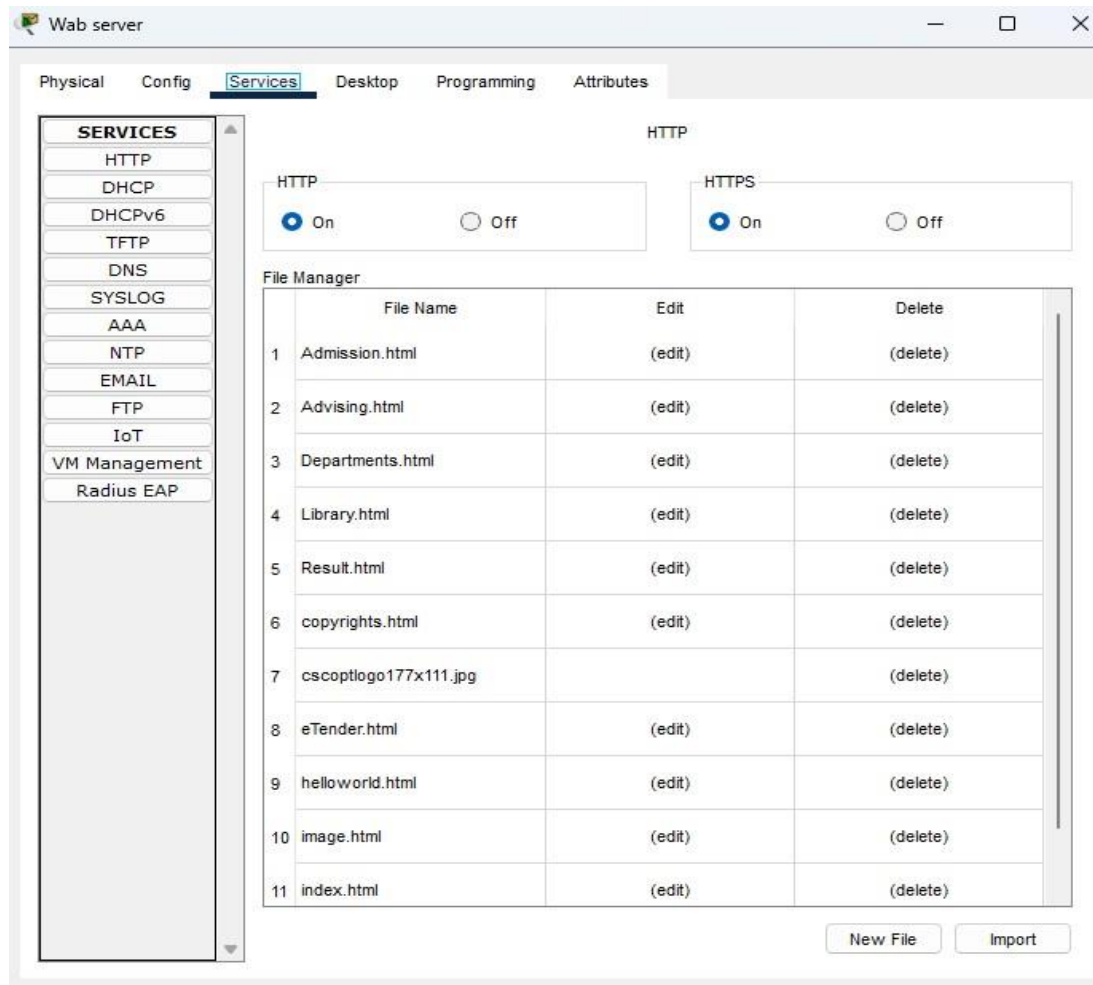 Wab server
Physical Config Services Desktop Programming Attributes
SERVICES
HTTP
DHCP
DHCPv6
TFTP
DNS
SYSLOG
AAA
NTP
EMAIL
FTP
IoT
VM Management
Radius EAP
HTTP
HTTP
On Off
HTTPS
On Off
File Manager
File Name Edit Delete
1 Admission.html (edit) (delete)
2 Advising.html (edit) (delete)
3 Departments.html (edit) (delete)
4 Library.html (edit) (delete)
5 Result.html (edit) (delete)
6 copyrights.html (edit) (delete)
7 cscoptlogo177x111.jpg (delete)
8 eTender.html (edit) (delete)
9 helloworld.html (edit) (delete)
10 image.html (edit) (delete)
11 index.html (edit) (delete)
New File Import